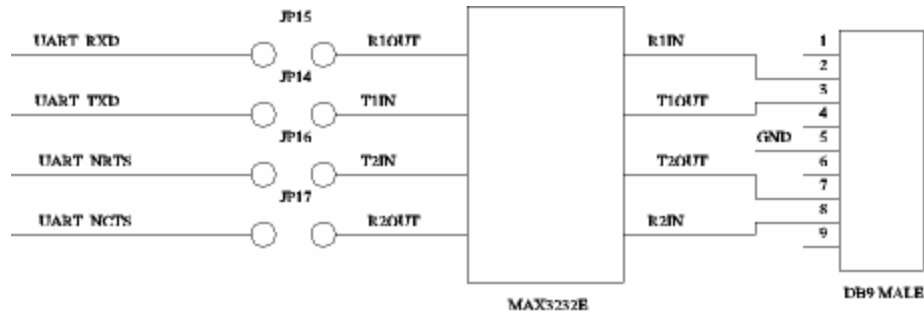 JP15
UART RXD
R1OUT
R1IN
JP14
UART TXD
T1IN
T1OUT
JP16
UART NRTS
T2IN
T2OUT
JP17
UART NCTS
R2OUT
R2IN
GND
1
2
3
4
5
6
7
8
9
MAX3232E
DB9 MALE